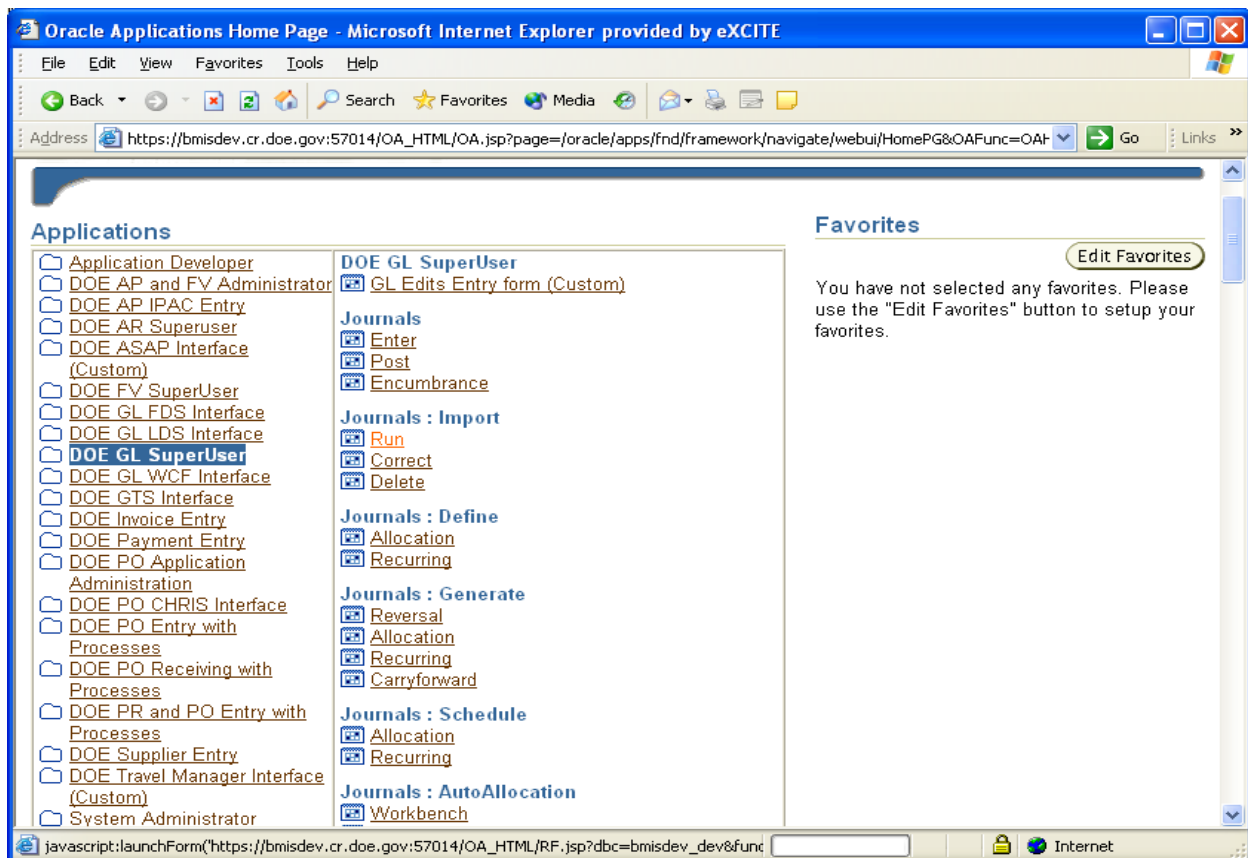 Oracle Applications Home Page - Microsoft Internet Explorer provided by eXCITE
File Edit View Favorites Tools Help
Back Search Favorites Media
Address https://bmisdev.cr.doe.gov:57014/OA_HTML/OA.jsp?page=/oracle/apps/fnd/framework/navigate/webui/HomePG&OAFunc=OAH Go Links »
Applications
Application Developer
DOE AP and FV Administrator
DOE AP IPAC Entry
DOE AR Superuser
DOE ASAP Interface
(Custom)
DOE FV SuperUser
DOE GL FDS Interface
DOE GL LDS Interface
DOE GL SuperUser
DOE GL WCF Interface
DOE GTS Interface
DOE Invoice Entry
DOE Payment Entry
DOE PO Application
Administration
DOE PO CHRIS Interface
DOE PO Entry with
Processes
DOE PO Receiving with
Processes
DOE PR and PO Entry with
Processes
DOE Supplier Entry
DOE Travel Manager Interface
(Custom)
System Administrator
DOE GL SuperUser
GL Edits Entry form (Custom)
Journals
Enter
Post
Encumbrance
Journals : Import
Run
Correct
Delete
Journals : Define
Allocation
Recurring
Journals : Generate
Reversal
Allocation
Recurring
Carryforward
Journals : Schedule
Allocation
Recurring
Journals : AutoAllocation
Workbench
Favorites
Edit Favorites
You have not selected any favorites. Please
use the "Edit Favorites" button to setup your
favorites.
javascript:launchForm('https://bmisdev.cr.doe.gov:57014/OA_HTML/RF.jsp?dbc=bmisdev_dev&func
Internet